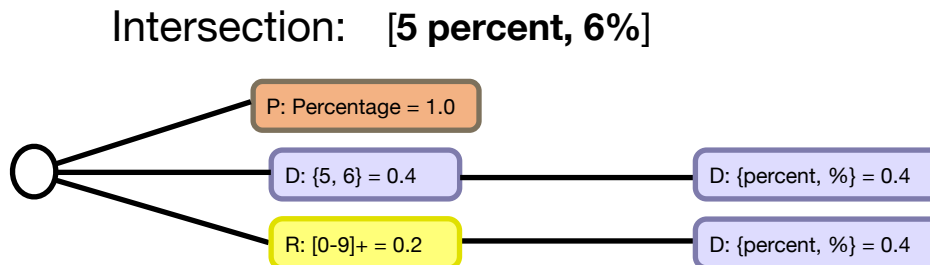 Intersection: [5 percent, 6%]
P: Percentage = 1.0
D: {5, 6} = 0.4
D: {percent, %} = 0.4
R: [0-9]+ = 0.2
D: {percent, %} = 0.4